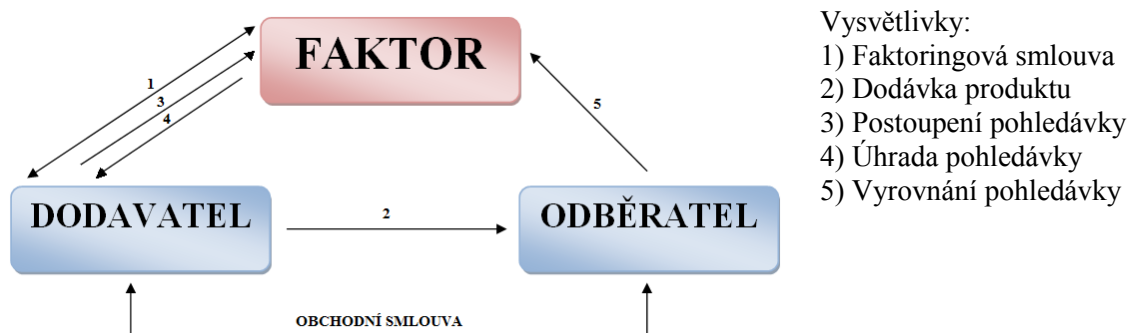 FAKTOR
1
3
4
5
DODAVATEL
2
ODBĚRATEL
OBCHODNÍ SMLOUVA
Vysvětlivky:
1) Faktoringová smlouva
2) Dodávka produktu
3) Postoupení pohledávky
4) Úhrada pohledávky
5) Vyrovnání pohledávky